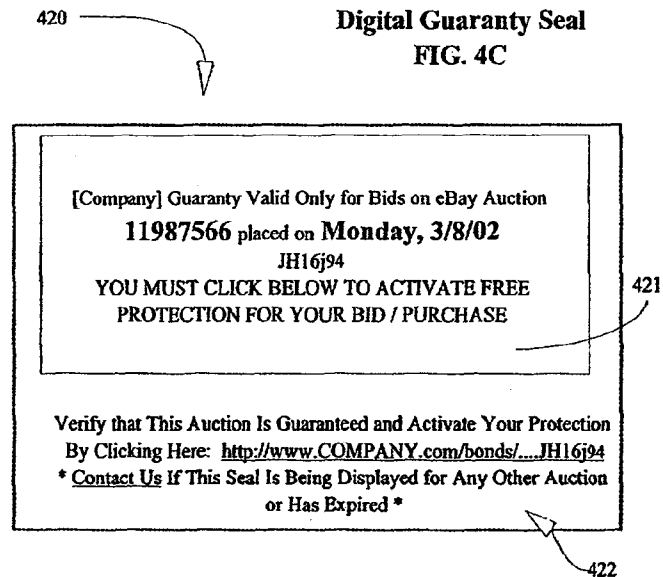 420
Digital Guaranty Seal
FIG. 4C
[Company] Guaranty Valid Only for Bids on eBay Auction
11987566 placed on Monday, 3/8/02
JH16j94
YOU MUST CLICK BELOW TO ACTIVATE FREE
PROTECTION FOR YOUR BID / PURCHASE
421
Verify that This Auction Is Guaranteed and Activate Your Protection
By Clicking Here: http://www.COMPANY.com/bonds/....JH16j94
* Contact Us If This Seal Is Being Displayed for Any Other Auction
or Has Expired *
422